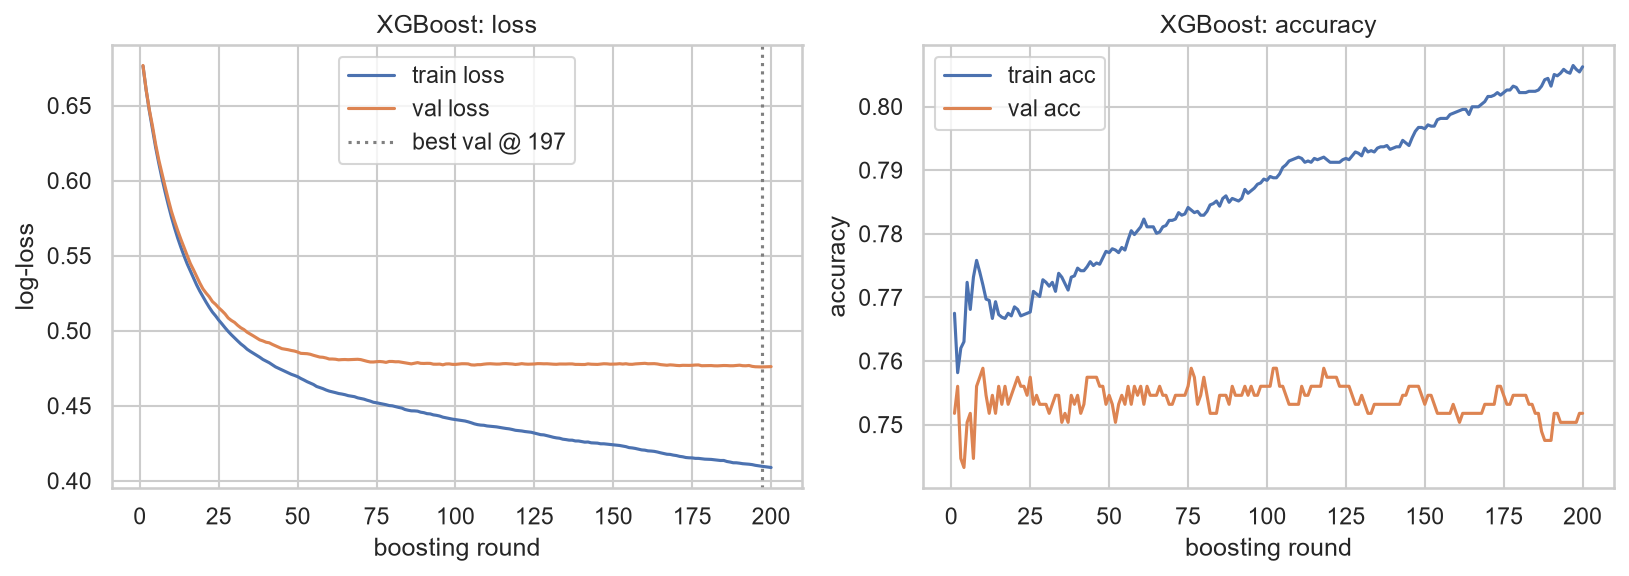 XGBoost: loss
train loss
val loss
best val @ 197
log-loss
0.65
0.60
0.55
0.50
0.45
0.40
0 25 50 75 100 125 150 175 200
boosting round
XGBoost: accuracy
train acc
val acc
accuracy
0.80
0.79
0.78
0.77
0.76
0.75
0 25 50 75 100 125 150 175 200
boosting round